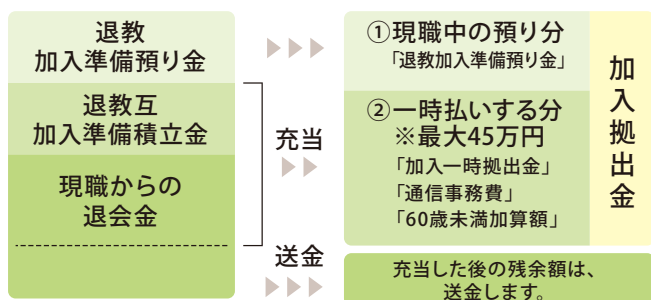 退教
加入準備預り金
退教互
加入準備積立金
現職からの
退会金
充当
送金
①現職中の預り分
「退教加入準備預り金」
②一時払いする分
※最大45万円
「加入一時拠出金」
「通信事務費」
「60歳未満加算額」
加入拠出金
充当した後の残余額は、
送金します。